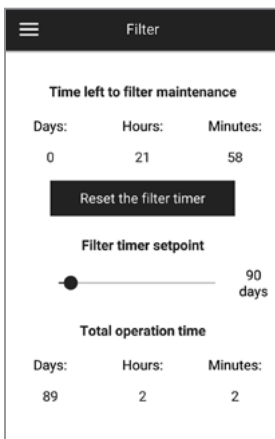 Filter
Time left to filter maintenance
Days: Hours: Minutes:
0 21 58
Reset the filter timer
Filter timer setpoint
90
days
Total operation time
Days: Hours: Minutes:
89 2 2